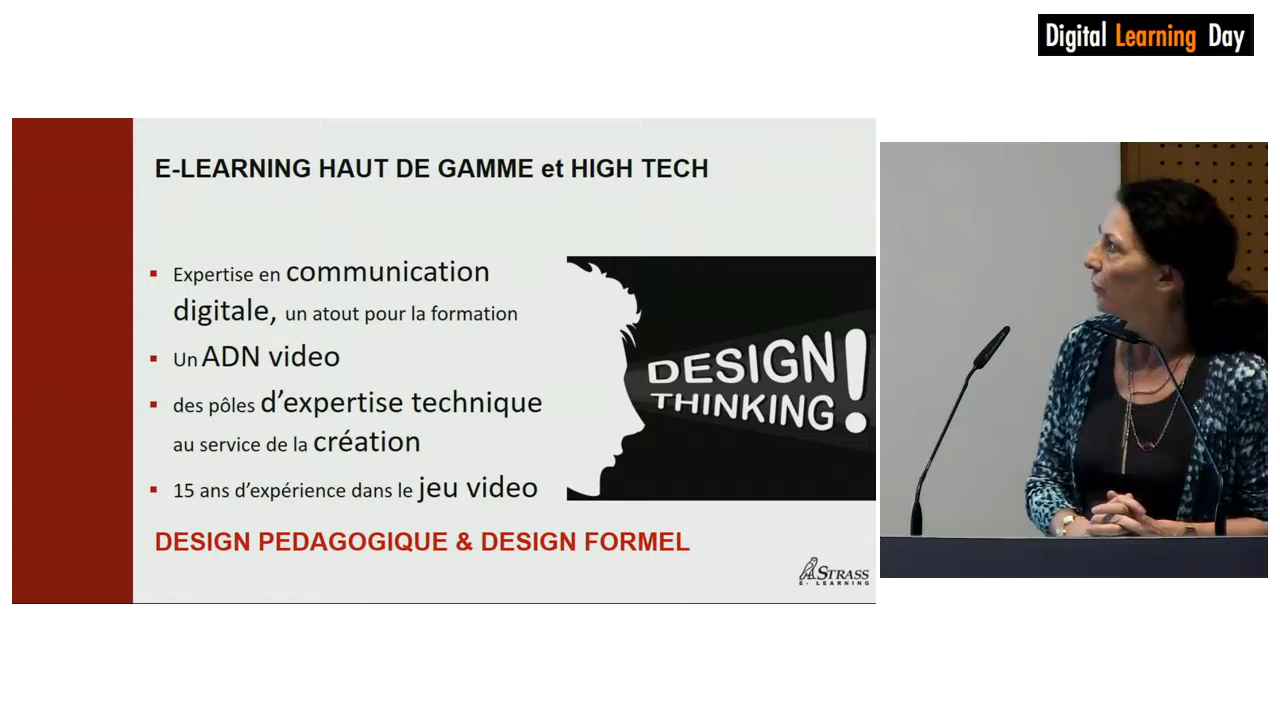 Digital Learning Day
E-LEARNING HAUT DE GAMME et HIGH TECH
Expertise en communication
digitale, un atout pour la formation
Un ADN video
des pôles d'expertise technique
au service de la création
15 ans d'expérience dans le jeu video
DESIGN
THINKING!
DESIGN PEDAGOGIQUE & DESIGN FORMEL
STRASS
E-LEARNING